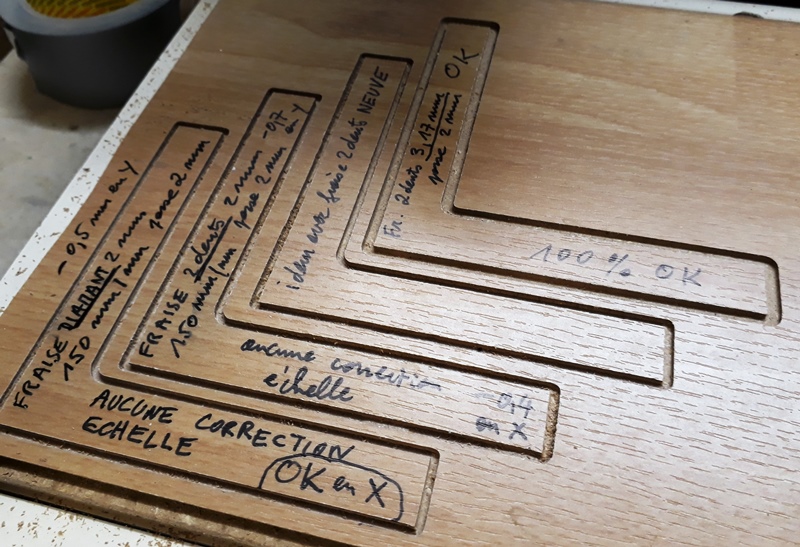 - 0,5 mm en Y
FRAISE DIAMANT 2 mm
150 mm / mm passe 2 mm
AUCUNE CORRECTION
ECHELLE
OK en X
FRAISE 2 dents 2 mm - 0,7
150 mm/mm passe 2 mm en Y
aucune correction
échelle
- 0,4
en X
idem avec fraise 2 dents NEUVE
Fr. 2 dents 3,17 mm OK
passe 2 mm
100 % OK